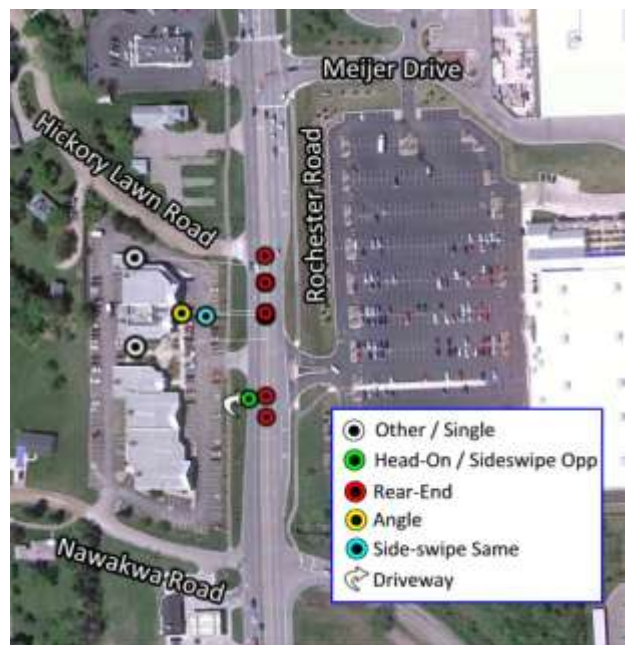 Meijer Drive
Hickory Lawn Road
Rochester Road
Other / Single
Head-On / Sideswipe Opp
Rear-End
Angle
Side-swipe Same
Driveway
Nawakwa Road